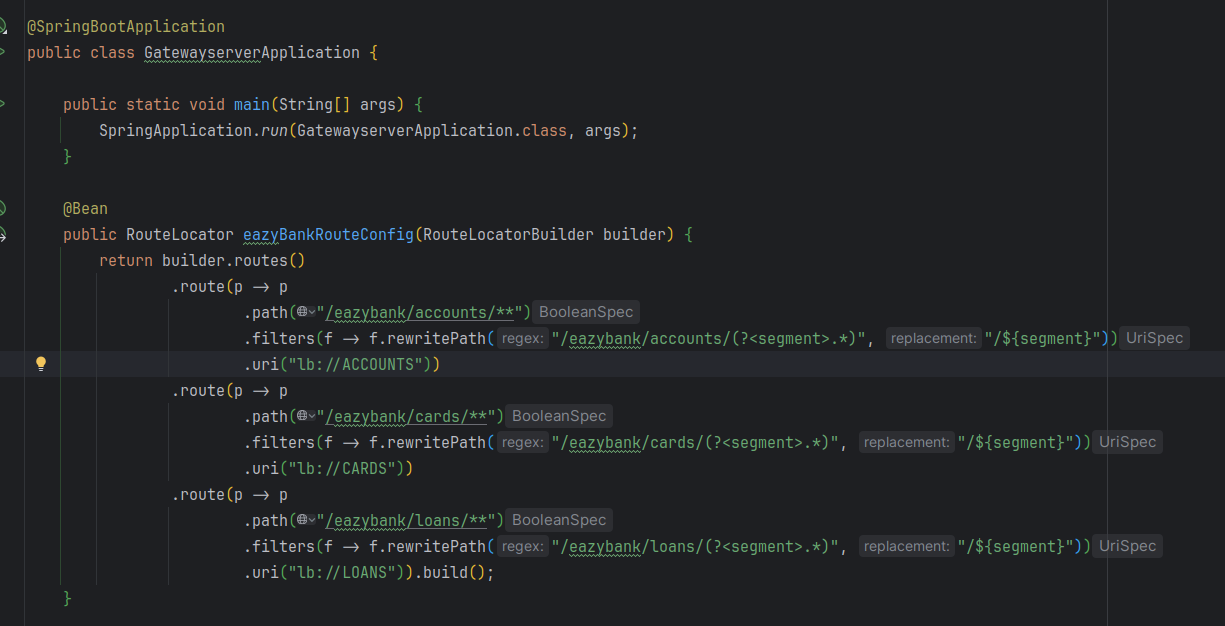 @SpringBootApplication
public class GatewayserverApplication {
public static void main(String[] args) {
SpringApplication.run(GatewayserverApplication.class, args);
}
@Bean
public RouteLocator eazyBankRouteConfig(RouteLocatorBuilder builder) {
return builder.routes()
.route(p -> p
.path("/eazybank/accounts/**") BooleanSpec
.filters(f -> f.rewritePath( regex: "/eazybank/accounts/(?<segment>.*)", replacement: "/${segment}")) UriSpec
.uri("lb://ACCOUNTS"))
.route(p -> p
.path("/eazybank/cards/**") BooleanSpec
.filters(f -> f.rewritePath( regex: "/eazybank/cards/(?<segment>.*)", replacement: "/${segment}")) UriSpec
.uri("lb://CARDS"))
.route(p -> p
.path("/eazybank/loans/**") BooleanSpec
.filters(f -> f.rewritePath( regex: "/eazybank/loans/(?<segment>.*)", replacement: "/${segment}")) UriSpec
.uri("lb://LOANS")).build();
}